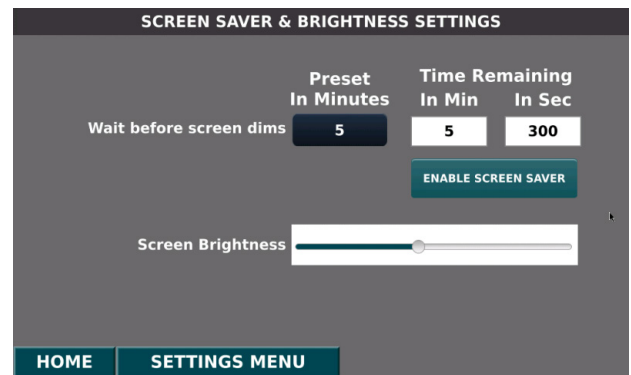 SCREEN SAVER & BRIGHTNESS SETTINGS
Preset
In Minutes
Time Remaining
In Min In Sec
Wait before screen dims 5 5 300
ENABLE SCREEN SAVER
Screen Brightness
HOME SETTINGS MENU